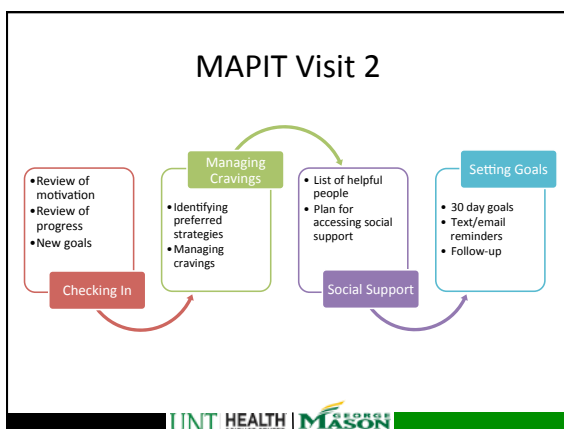 MAPIT Visit 2
•Review of
motivation
•Review of
progress
•New goals
Checking In
Managing
Cravings
•Identifying
preferred
strategies
•Managing
cravings
• List of helpful
people
• Plan for
accessing social
support
Social Support
Setting Goals
• 30 day goals
• Text/email
reminders
• Follow-up
UNT HEALTH
GEORGE
MASON